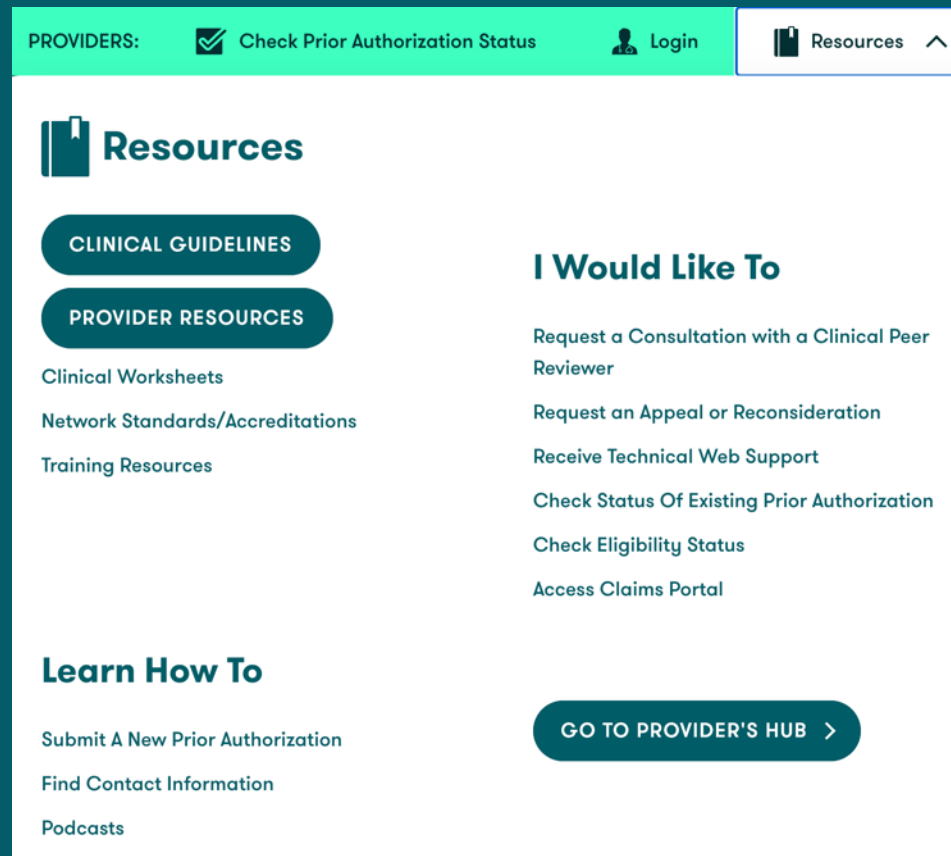 PROVIDERS: Check Prior Authorization Status Login Resources
Resources
CLINICAL GUIDELINES
PROVIDER RESOURCES
Clinical Worksheets
Network Standards/Accreditations
Training Resources
I Would Like To
Request a Consultation with a Clinical Peer
Reviewer
Request an Appeal or Reconsideration
Receive Technical Web Support
Check Status Of Existing Prior Authorization
Check Eligibility Status
Access Claims Portal
Learn How To
Submit A New Prior Authorization
Find Contact Information
Podcasts
GO TO PROVIDER'S HUB